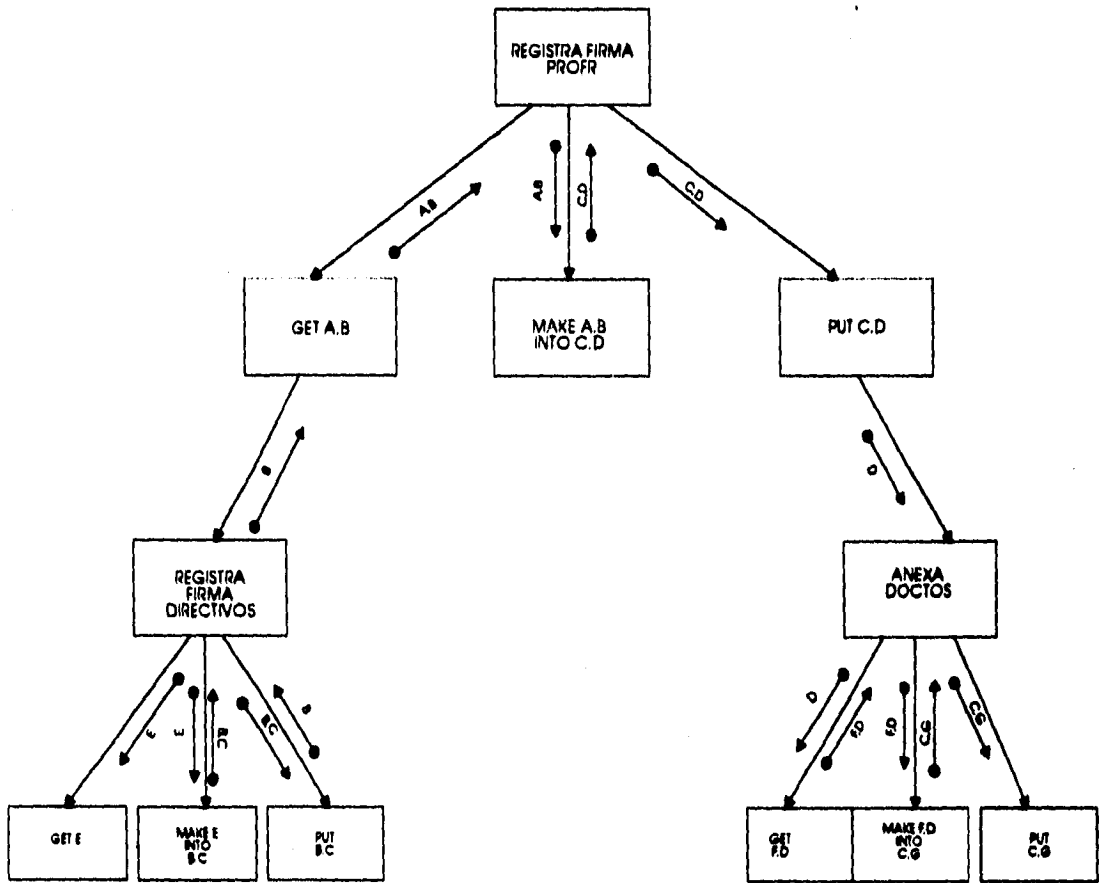 REGISTRA FIRMA
PROFR
A.B
A.B
C.D
C.D
GET A.B
MAKE A.B
INTO C.D
PUT C.D
B
D
REGISTRA
FIRMA
DIRECTIVOS
ANEXA
DOCTOS
E
E
B.C
B.C
B
D
F.D
F.D
C.G
C.G
GET E
MAKE E
INTO
B.C
PUT
B.C
GET
F.D
MAKE F.D
INTO
C.G
PUT
C.G